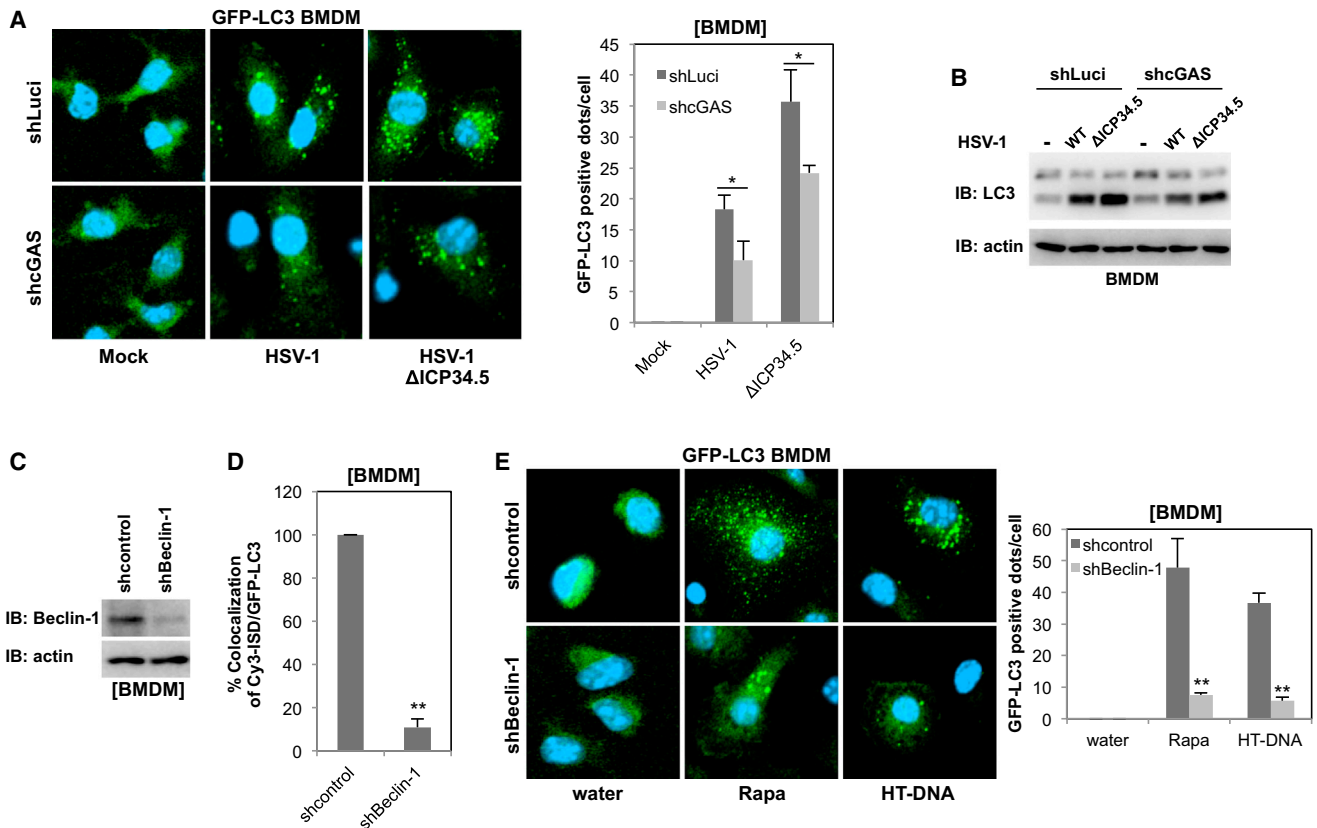 A
GFP-LC3 BMDM
shLuci
shcGAS
Mock
HSV-1
HSV-1
ΔICP34.5
[BMDM]
GFP-LC3 positive dots/cell
45
40
35
30
25
20
15
10
5
0
shLuci
shcGAS
*
*
Mock
HSV-1
ΔICP34.5
B
shLuci shcGAS
HSV-1 - WT ΔICP34.5 - WT ΔICP34.5
IB: LC3
IB: actin
BMDM
C
shcontrol
shBeclin-1
IB: Beclin-1
IB: actin
[BMDM]
D
[BMDM]
% Colocalization
of Cy3-ISD/GFP-LC3
120
100
80
60
40
20
0
**
shcontrol
shBeclin-1
E
GFP-LC3 BMDM
shcontrol
shBeclin-1
water
Rapa
HT-DNA
[BMDM]
GFP-LC3 positive dots/cell
60
50
40
30
20
10
0
shcontrol
shBeclin-1
**
**
water
Rapa
HT-DNA